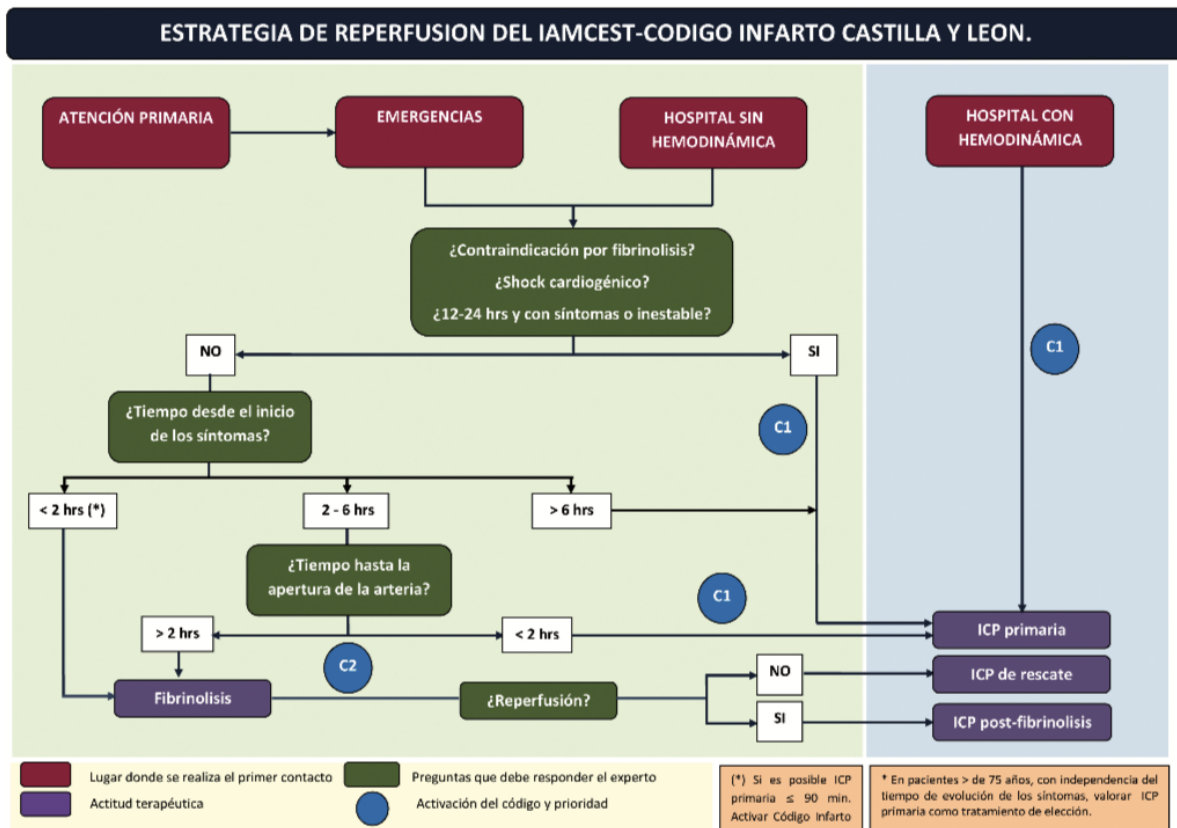 ESTRATEGIA DE REPERFUSION DEL IAMCEST-CODIGO INFARTO CASTILLA Y LEON.
ATENCIÓN PRIMARIA
EMERGENCIAS
HOSPITAL SIN
HEMODINÁMICA
HOSPITAL CON
HEMODINÁMICA
¿Contraindicación por fibrinolisis?
¿Shock cardiogénico?
¿12-24 hrs y con síntomas o inestable?
C1
NO
SI
¿Tiempo desde el inicio
de los síntomas?
C1
< 2 hrs (*)
2 - 6 hrs
> 6 hrs
¿Tiempo hasta la
apertura de la arteria?
C1
> 2 hrs
< 2 hrs
ICP primaria
C2
NO
ICP de rescate
Fibrinolisis
¿Reperfusión?
SI
ICP post-fibrinolisis
Lugar donde se realiza el primer contacto
Preguntas que debe responder el experto
Actitud terapéutica
Activación del código y prioridad
(*) Si es posible ICP
primaria ≤ 90 min.
Activar Código Infarto
* En pacientes > de 75 años, con independencia del
tiempo de evolución de los síntomas, valorar ICP
primaria como tratamiento de elección.